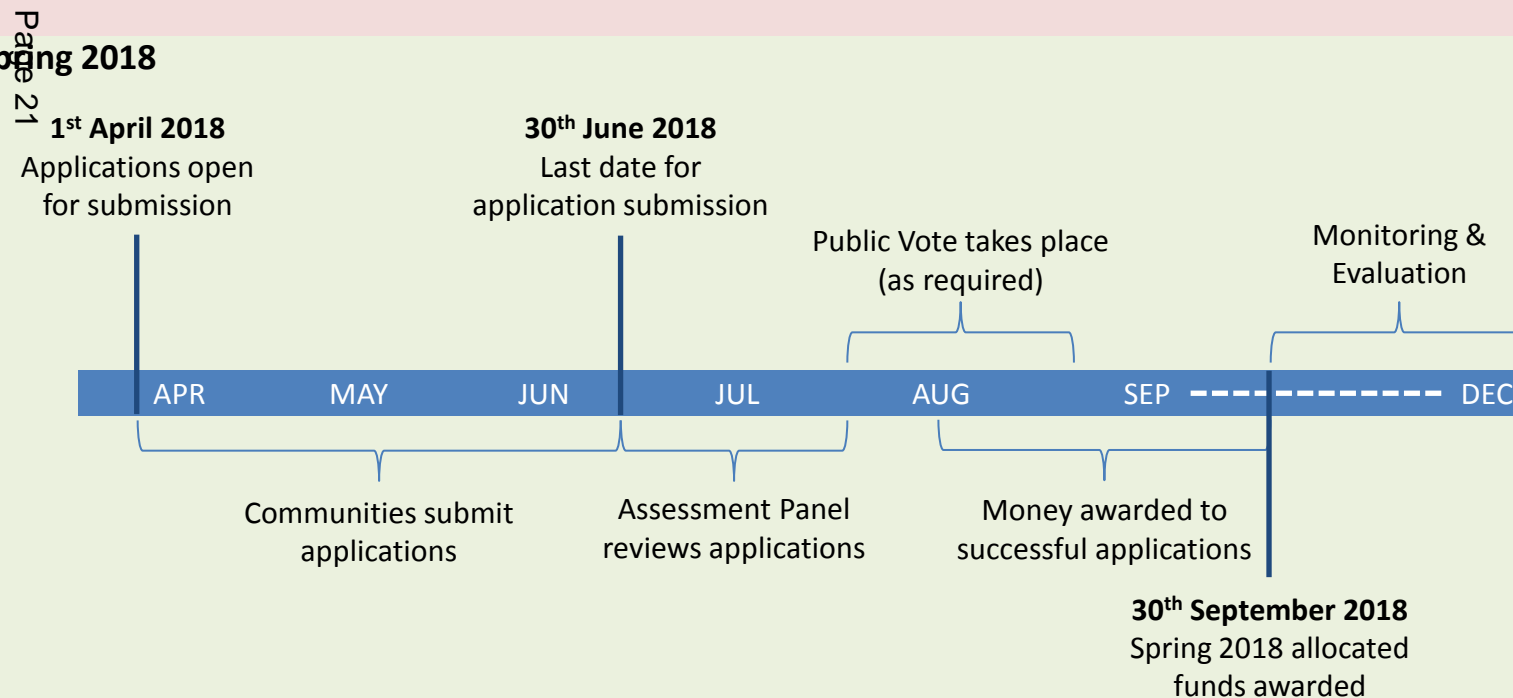 Page 21
2018
1st April 2018
Applications open
for submission
30th June 2018
Last date for
application submission
Public Vote takes place
(as required)
Monitoring &
Evaluation
APR MAY JUN JUL AUG SEP DEC
Communities submit
applications
Assessment Panel
reviews applications
Money awarded to
successful applications
30th September 2018
Spring 2018 allocated
funds awarded